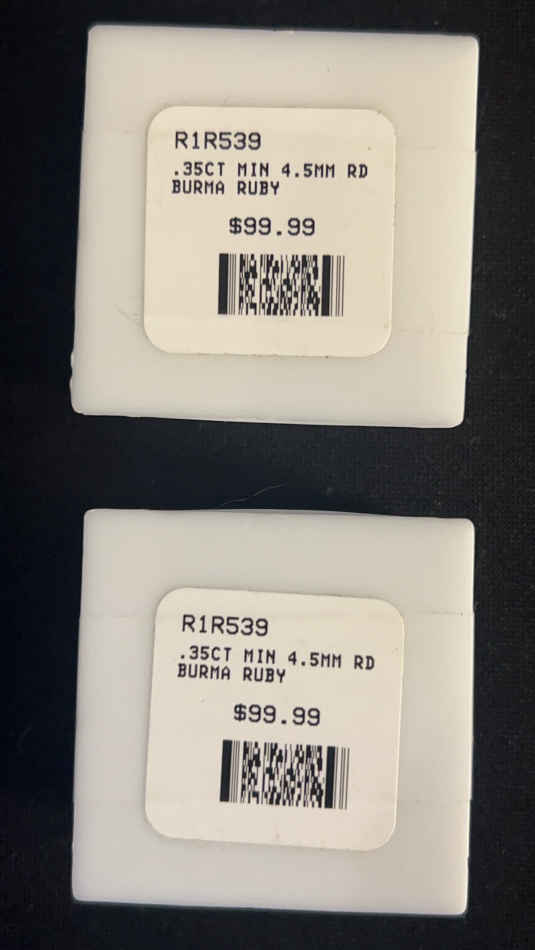 R1R539
.35CT MIN 4.5MM RD
BURMA RUBY
$99.99
R1R539
.35CT MIN 4.5MM RD
BURMA RUBY
$99.99